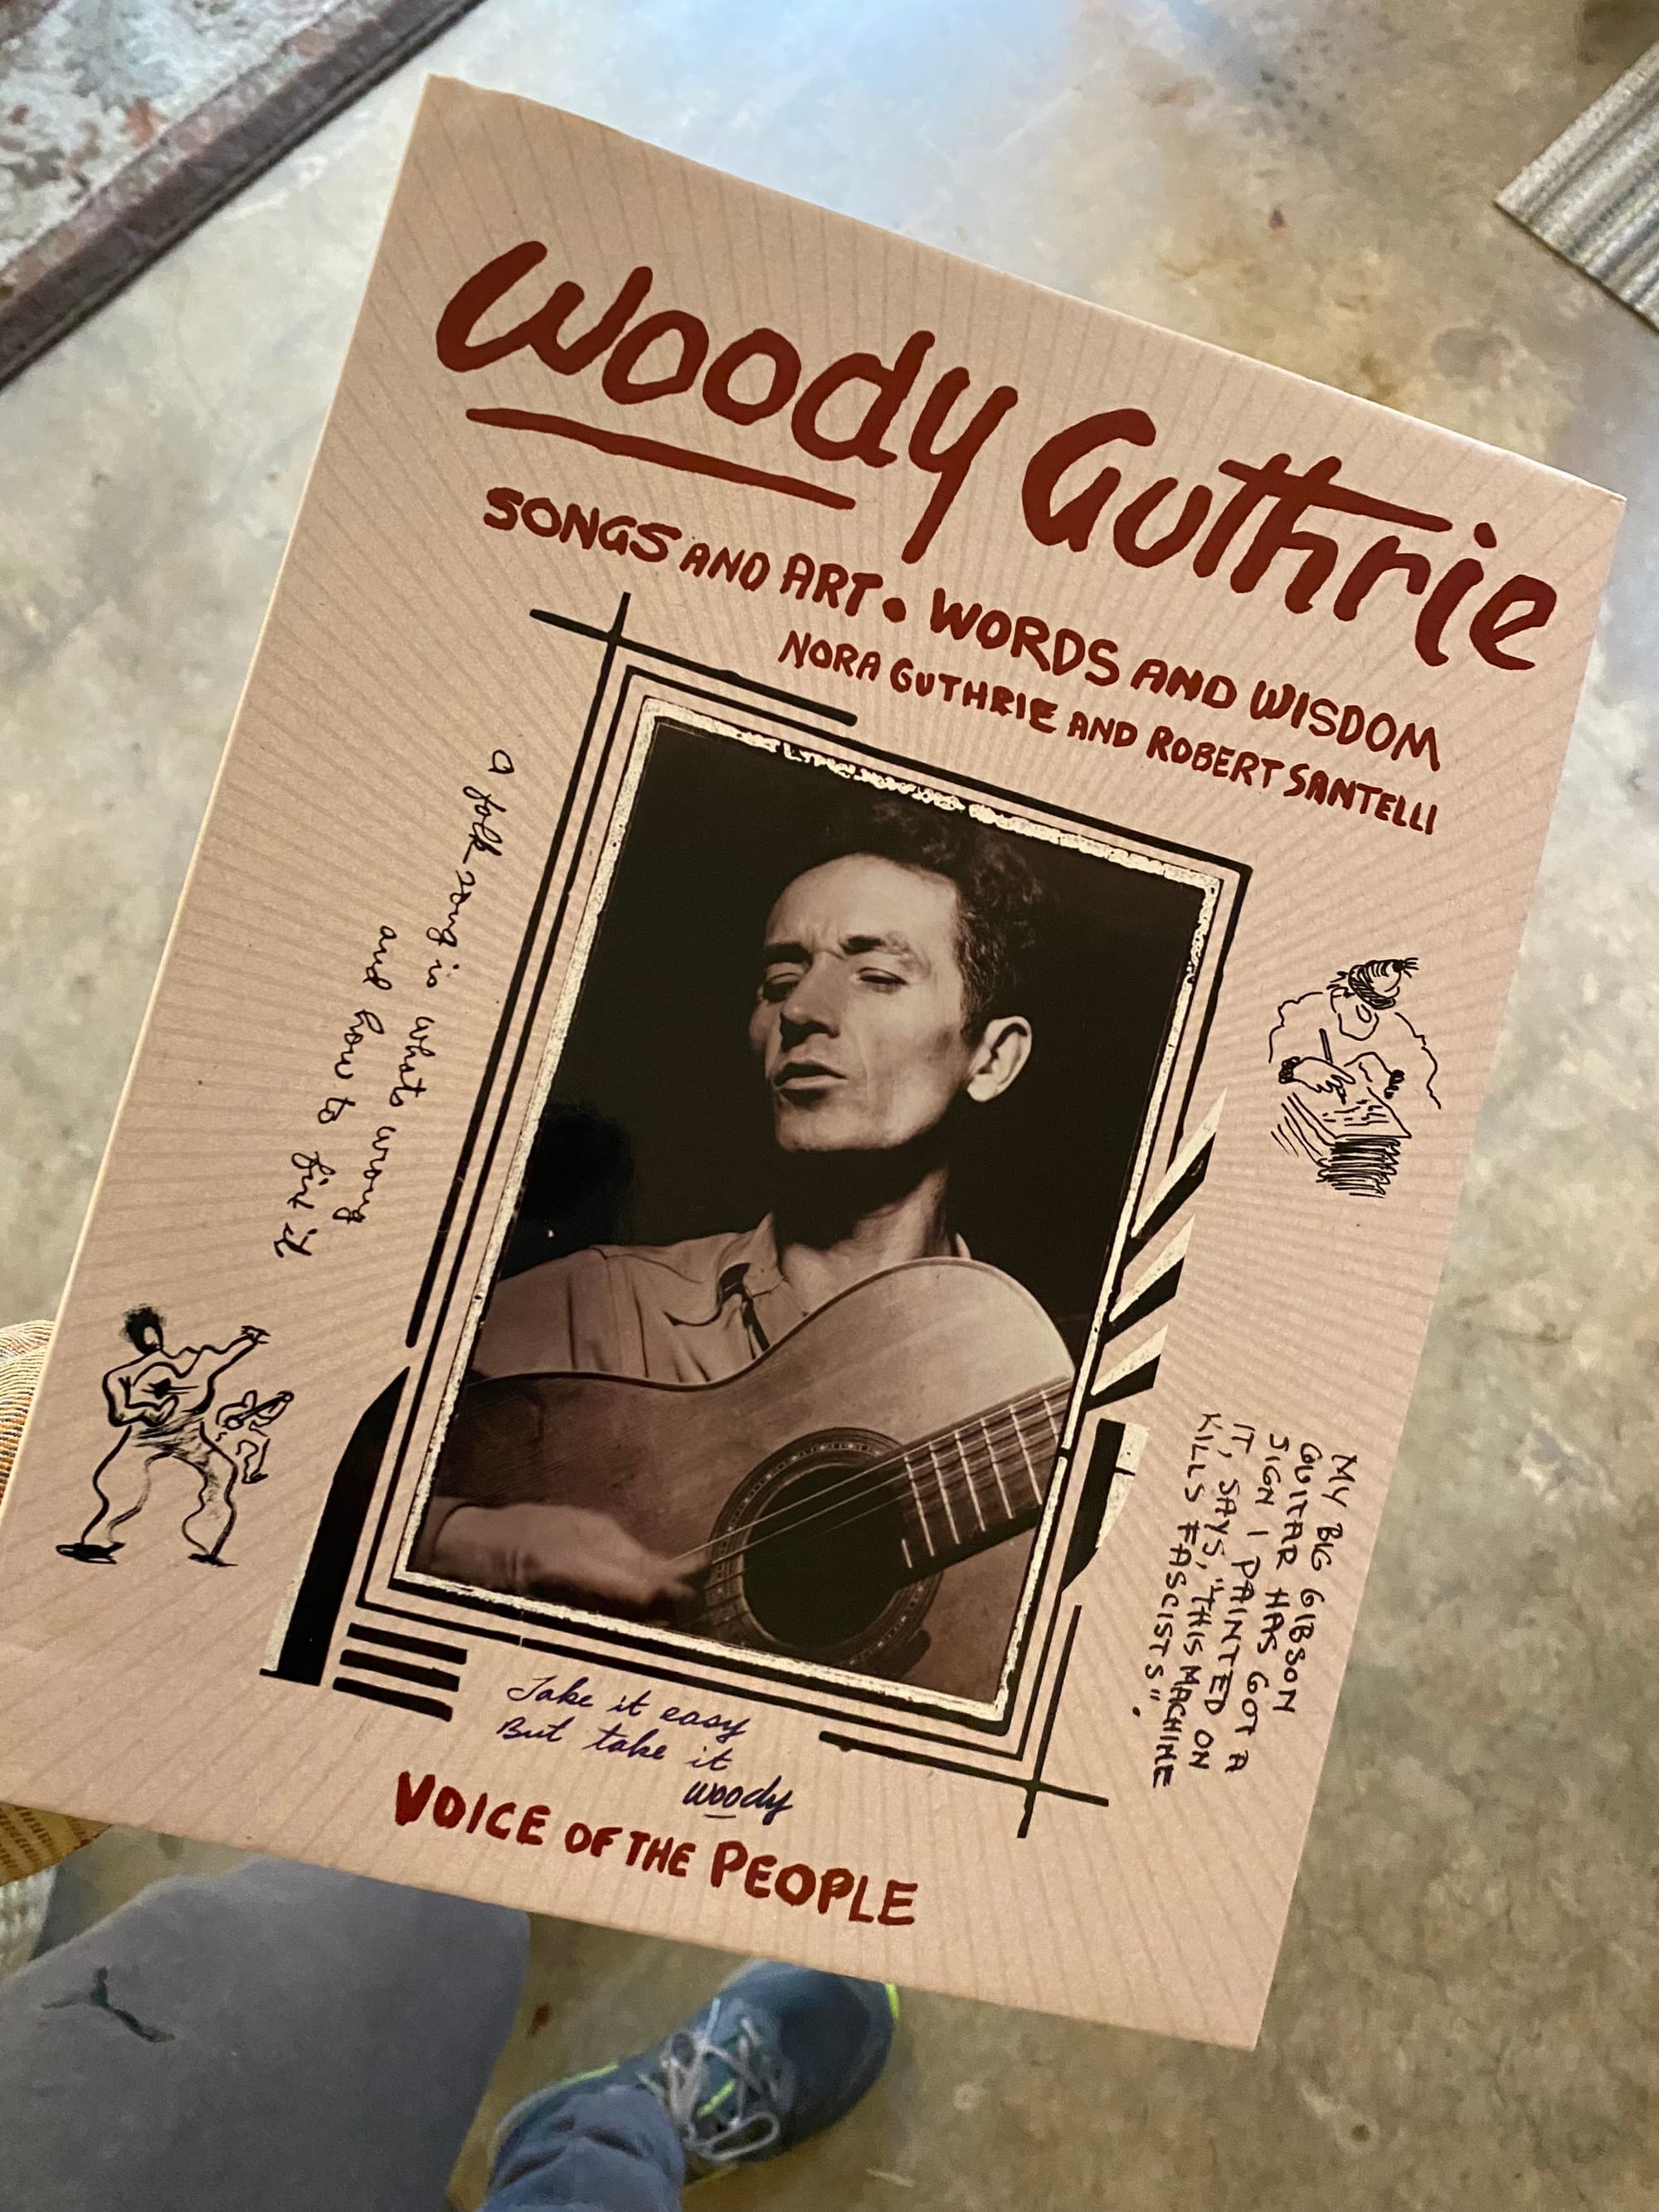 Woody Guthrie
SONGS AND ART • WORDS AND WISDOM
NORA GUTHRIE AND ROBERT SANTELLI
a folk song is whats wrong
and how to fix it
MY BIG GIBSON
GUITAR HAS GOT A
SIGN I PAINTED ON
IT, SAYS, "THIS MACHINE
KILLS FASCISTS".
Take it easy
But take it
Woody
VOICE OF THE PEOPLE